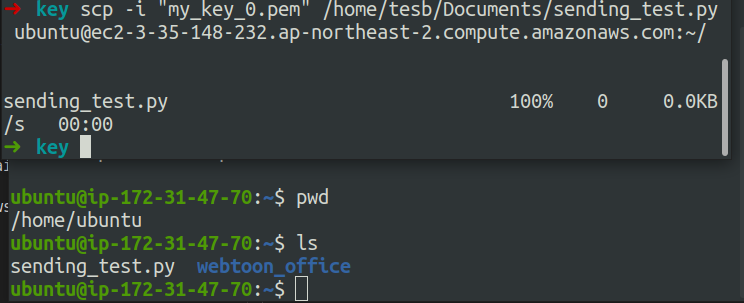 ➜ key scp -i "my_key_0.pem" /home/tesb/Documents/sending_test.py
ubuntu@ec2-3-35-148-232.ap-northeast-2.compute.amazonaws.com:~/
sending_test.py 100% 0 0.0KB
/s 00:00
➜ key
ubuntu@ip-172-31-47-70:~$ pwd
/home/ubuntu
ubuntu@ip-172-31-47-70:~$ ls
sending_test.py webtoon_office
ubuntu@ip-172-31-47-70:~$